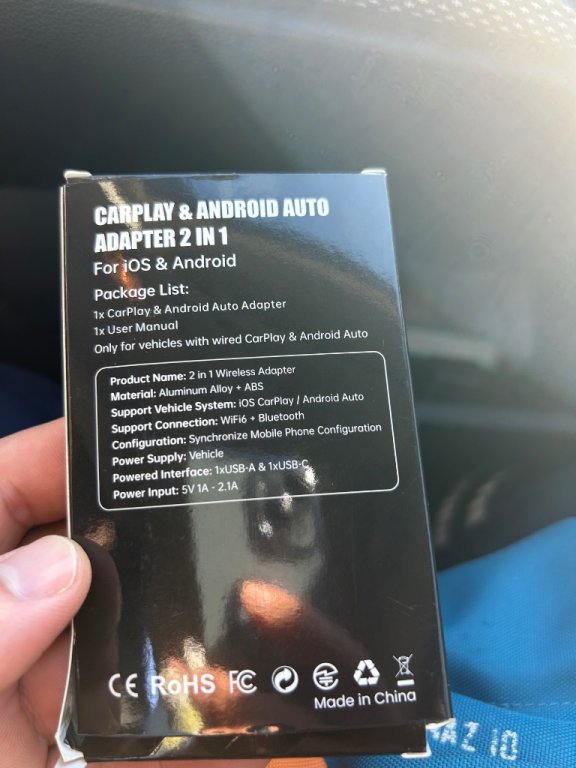 CARPLAY & ANDROID AUTO
ADAPTER 2 IN 1
For iOS & Android
Package List:
1x CarPlay & Android Auto Adapter
1x User Manual
Only for vehicles with wired CarPlay & Android Auto
Product Name: 2 in 1 Wireless Adapter
Material: Aluminum Alloy + ABS
Support Vehicle System: iOS CarPlay / Android Auto
Support Connection: WiFi6 + Bluetooth
Configuration: Synchronize Mobile Phone Configuration
Power Supply: Vehicle
Powered Interface: 1xUSB-A & 1xUSB-C
Power Input: 5V 1A - 2.1A
CE RoHS FC
Made in China